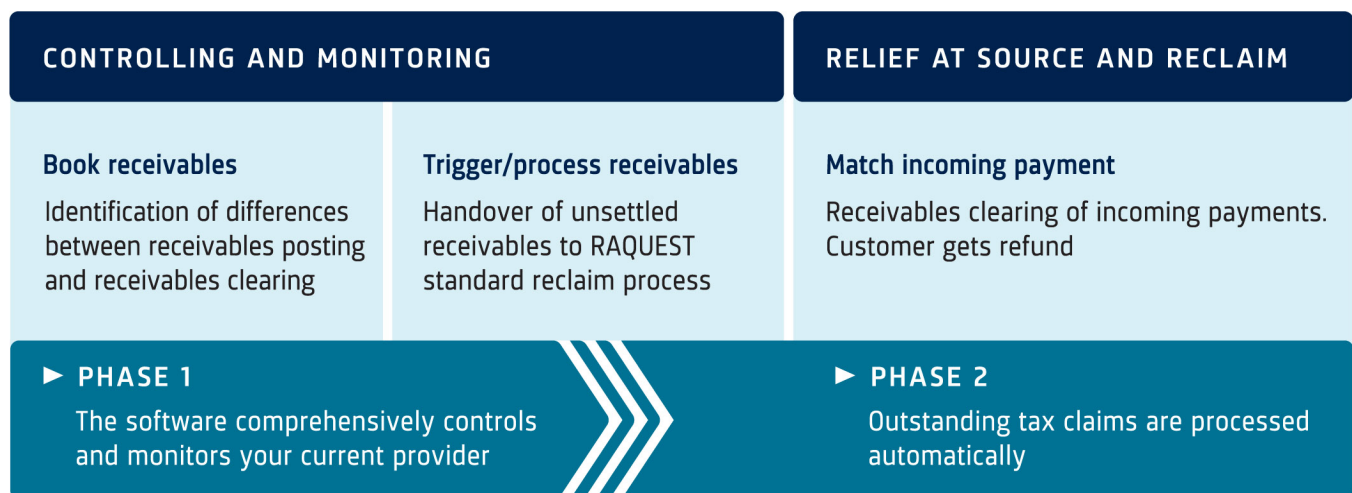 CONTROLLING AND MONITORING
RELIEF AT SOURCE AND RECLAIM
Book receivables
Identification of differences
between receivables posting
and receivables clearing
Trigger/process receivables
Handover of unsettled
receivables to RAQUEST
standard reclaim process
Match incoming payment
Receivables clearing of incoming payments.
Customer gets refund
PHASE 1
The software comprehensively controls
and monitors your current provider
PHASE 2
Outstanding tax claims are processed
automatically